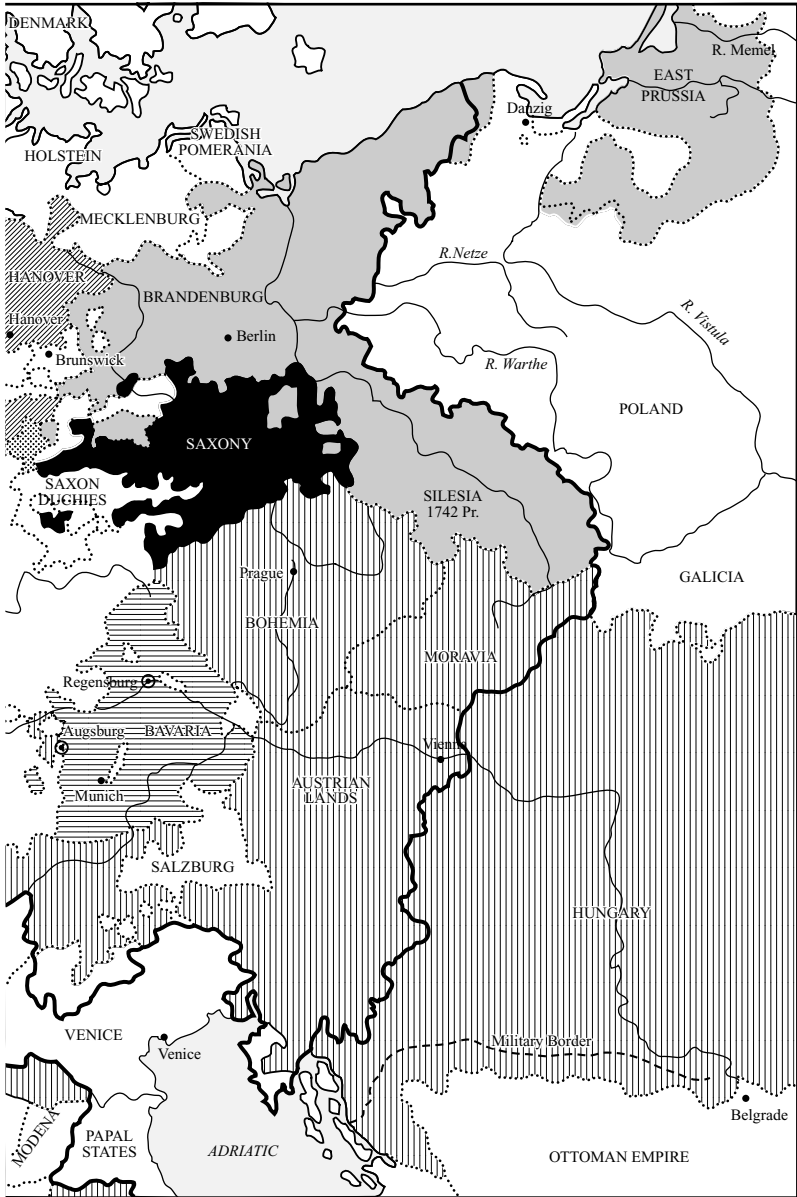 DENMARK
R. Memel
EAST
PRUSSIA
Danzig
SWEDISH
POMERANIA
HOLSTEIN
MECKLENBURG
R.Netze
HANOVER
BRANDENBURG
Hanover
R. Vistula
Berlin
Brunswick
R. Warthe
POLAND
SAXONY
SAXON
DUCHIES
SILESIA
1742 Pr.
Prague
GALICIA
BOHEMIA
MORAVIA
Regensburg
Augsburg
BAVARIA
Vienna
Munich
AUSTRIAN
LANDS
SALZBURG
HUNGARY
VENICE
Venice
Military Border
Belgrade
MODENA
PAPAL
STATES
ADRIATIC
OTTOMAN EMPIRE